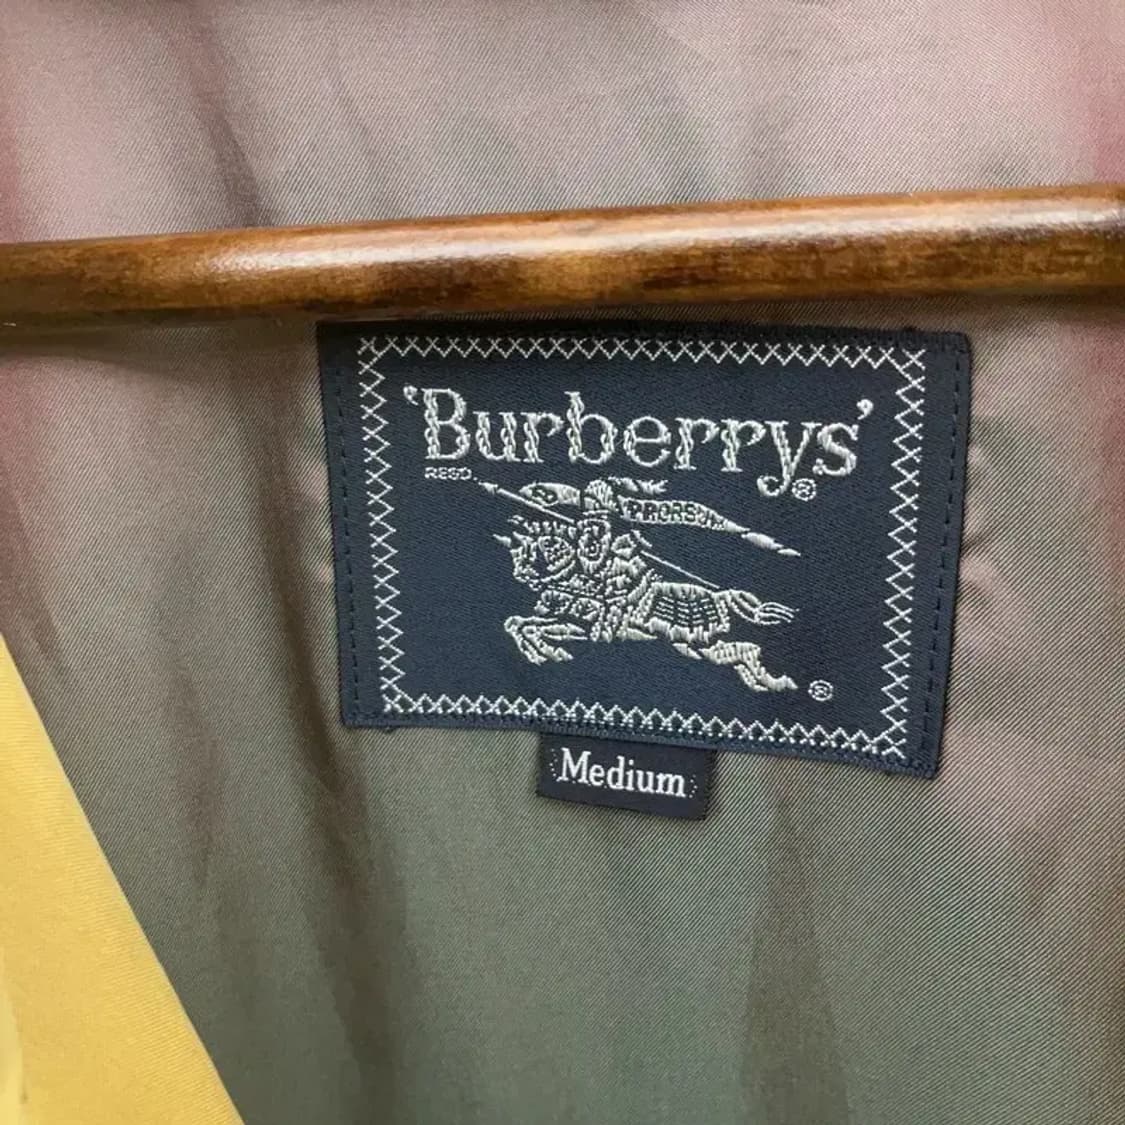 'Burberrys'
®
REGD.
PRORSUM
®
Medium